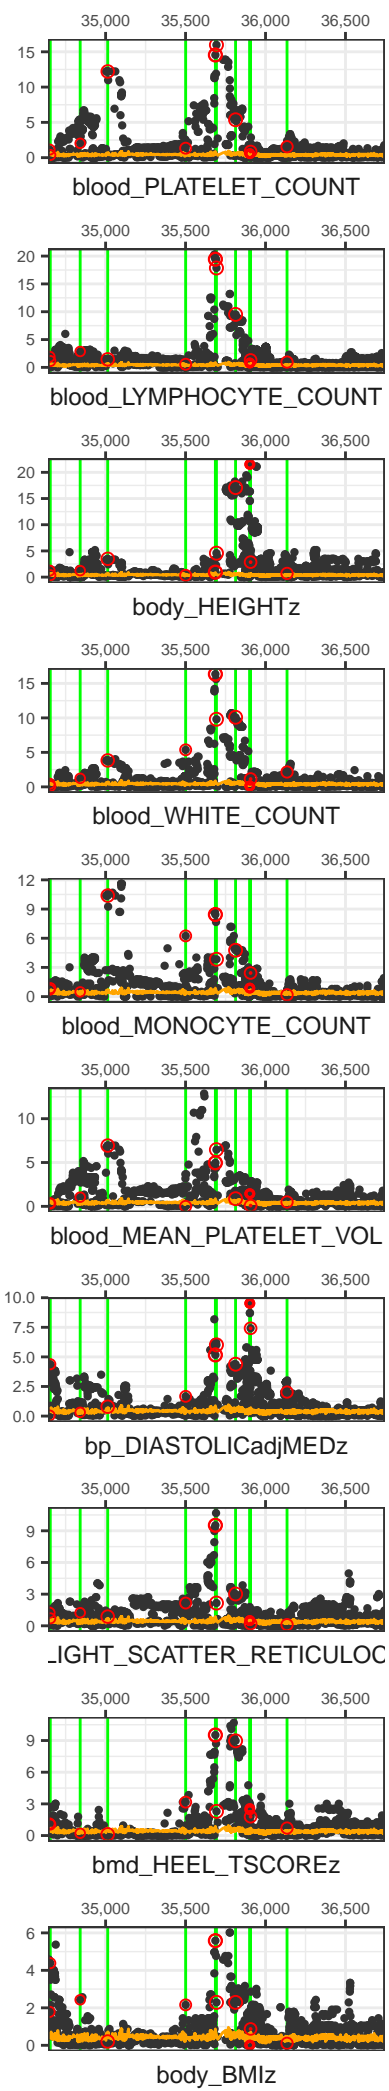 35,000 35,500 36,000 36,500
15
10
5
0
blood_PLATELET_COUNT
35,000 35,500 36,000 36,500
20
15
10
5
0
blood_LYMPHOCYTE_COUNT
35,000 35,500 36,000 36,500
20
15
10
5
0
body_HEIGHTz
35,000 35,500 36,000 36,500
15
10
5
0
blood_WHITE_COUNT
35,000 35,500 36,000 36,500
12
9
6
3
0
blood_MONOCYTE_COUNT
35,000 35,500 36,000 36,500
10
5
0
blood_MEAN_PLATELET_VOL
35,000 35,500 36,000 36,500
10.0
7.5
5.0
2.5
0.0
bp_DIASTOLICadjMEDz
35,000 35,500 36,000 36,500
9
6
3
0
LIGHT_SCATTER_RETICULOC
35,000 35,500 36,000 36,500
9
6
3
0
bmd_HEEL_TSCOREz
35,000 35,500 36,000 36,500
6
4
2
0
body_BMIz